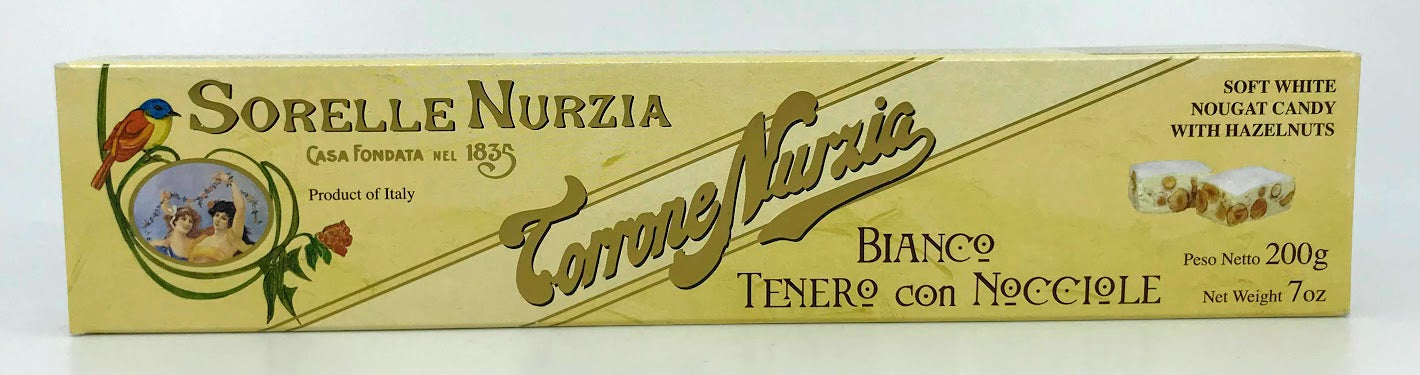 SORELLE NURZIA
CASA FONDATA NEL 1835
Product of Italy
Torrone Nurzia
BIANCO
TENERO con NOCCIOLE
SOFT WHITE
NOUGAT CANDY
WITH HAZELNUTS
Peso Netto 200g
Net Weight 7oz